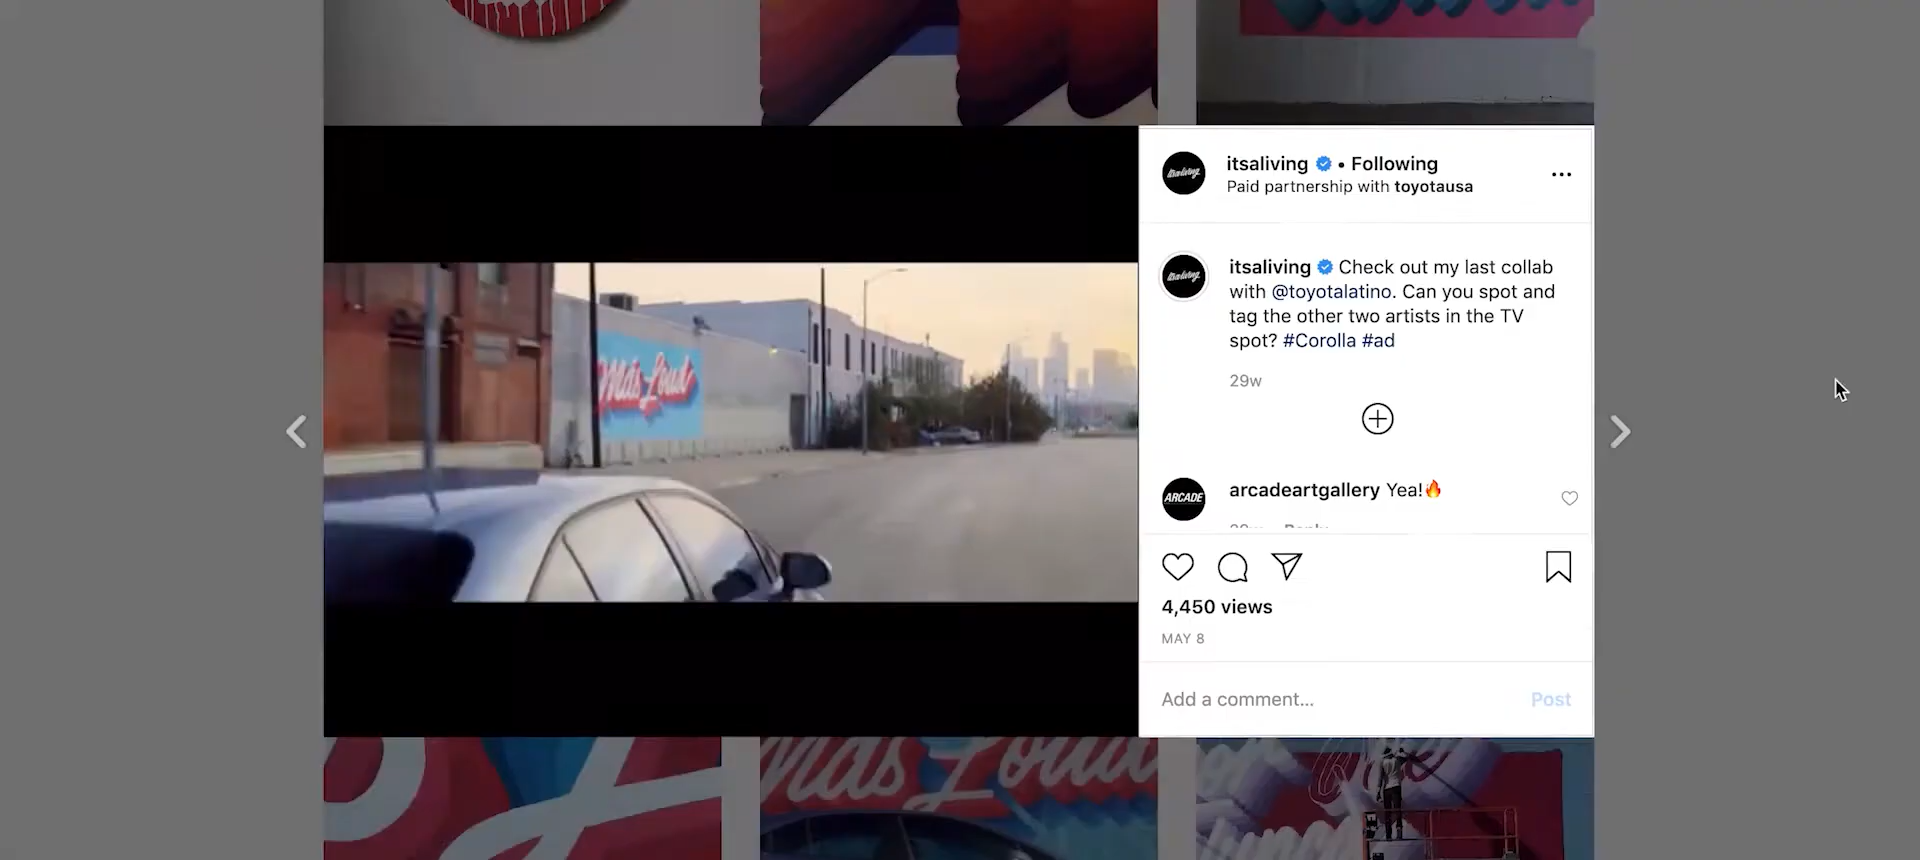 Más Loud
itsaliving • Following
Paid partnership with toyotausa
itsaliving Check out my last collab
with @toyotalatino. Can you spot and
tag the other two artists in the TV
spot? #Corolla #ad
29w
ARCADE
arcadeartgallery Yea!🔥
4,450 views
MAY 8
Add a comment...
Post
Más Loud